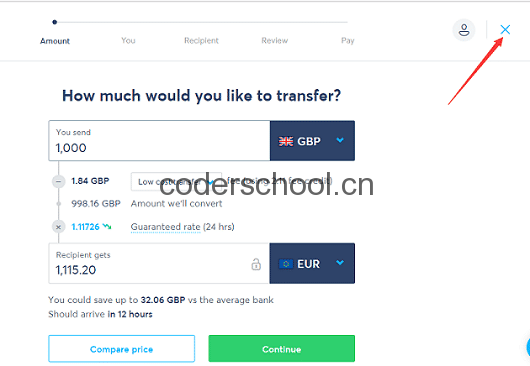 Amount You Recipient Review Pay
How much would you like to transfer?
You send
1,000
GBP
1.84 GBP Low cost transfer fee
998.16 GBP Amount we'll convert
coderschool.cn
1.11726 Guaranteed rate (24 hrs)
Recipient gets
1,115.20
EUR
You could save up to 32.06 GBP vs the average bank
Should arrive in 12 hours
Compare price Continue